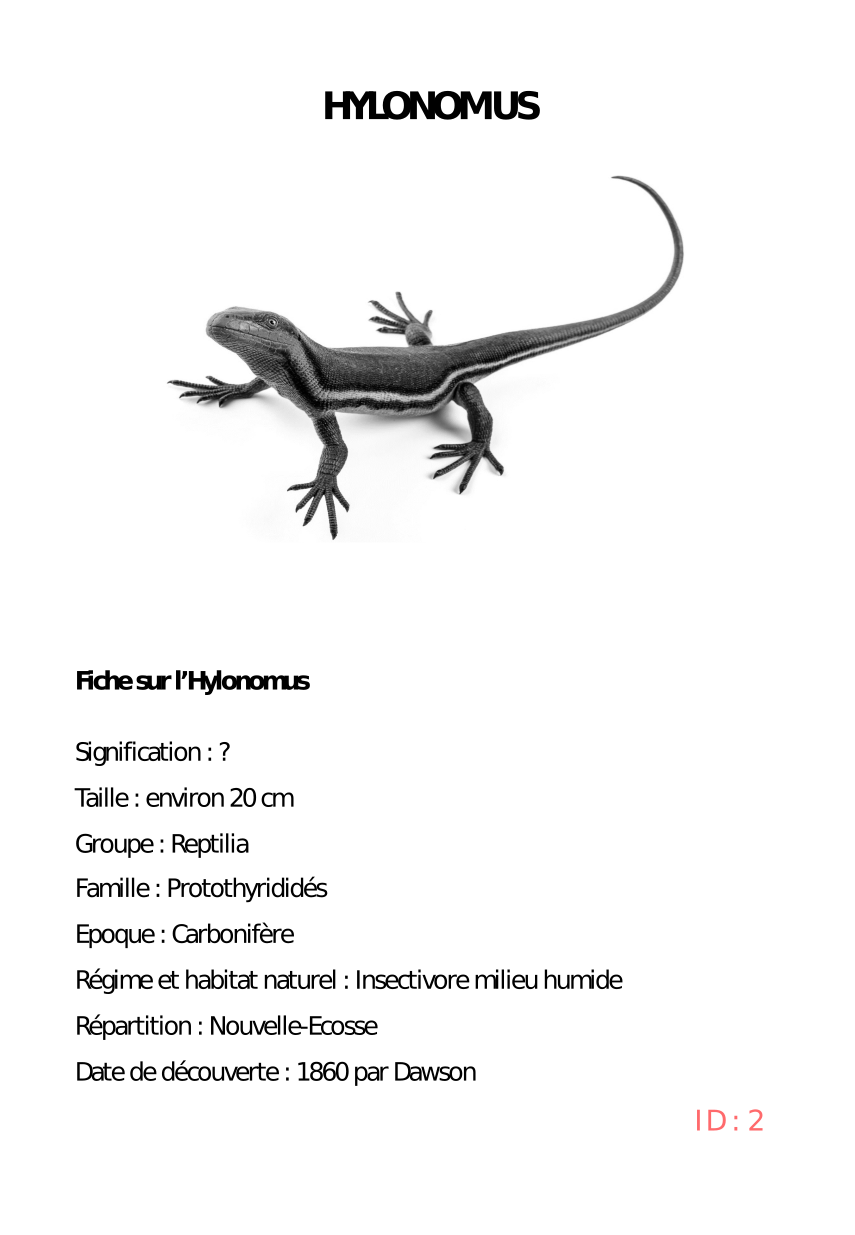 HYLONOMUS
Fiche sur l’Hylonomus
Signification : ?
Taille : environ 20 cm
Groupe : Reptilia
Famille : Protothyrididés
Epoque : Carbonifère
Régime et habitat naturel : Insectivore milieu humide
Répartition : Nouvelle-Ecosse
Date de découverte : 1860 par Dawson
ID : 2